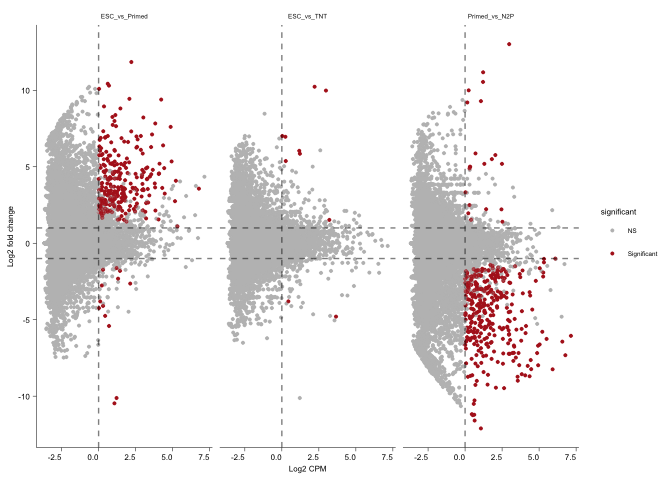 ESC_vs_Primed ESC_vs_TNT Primed_vs_N2P
10
5
0
-5
-10
Log2 fold change
-2.5 0.0 2.5 5.0 7.5 -2.5 0.0 2.5 5.0 7.5 -2.5 0.0 2.5 5.0 7.5
Log2 CPM
significant
NS
Significant